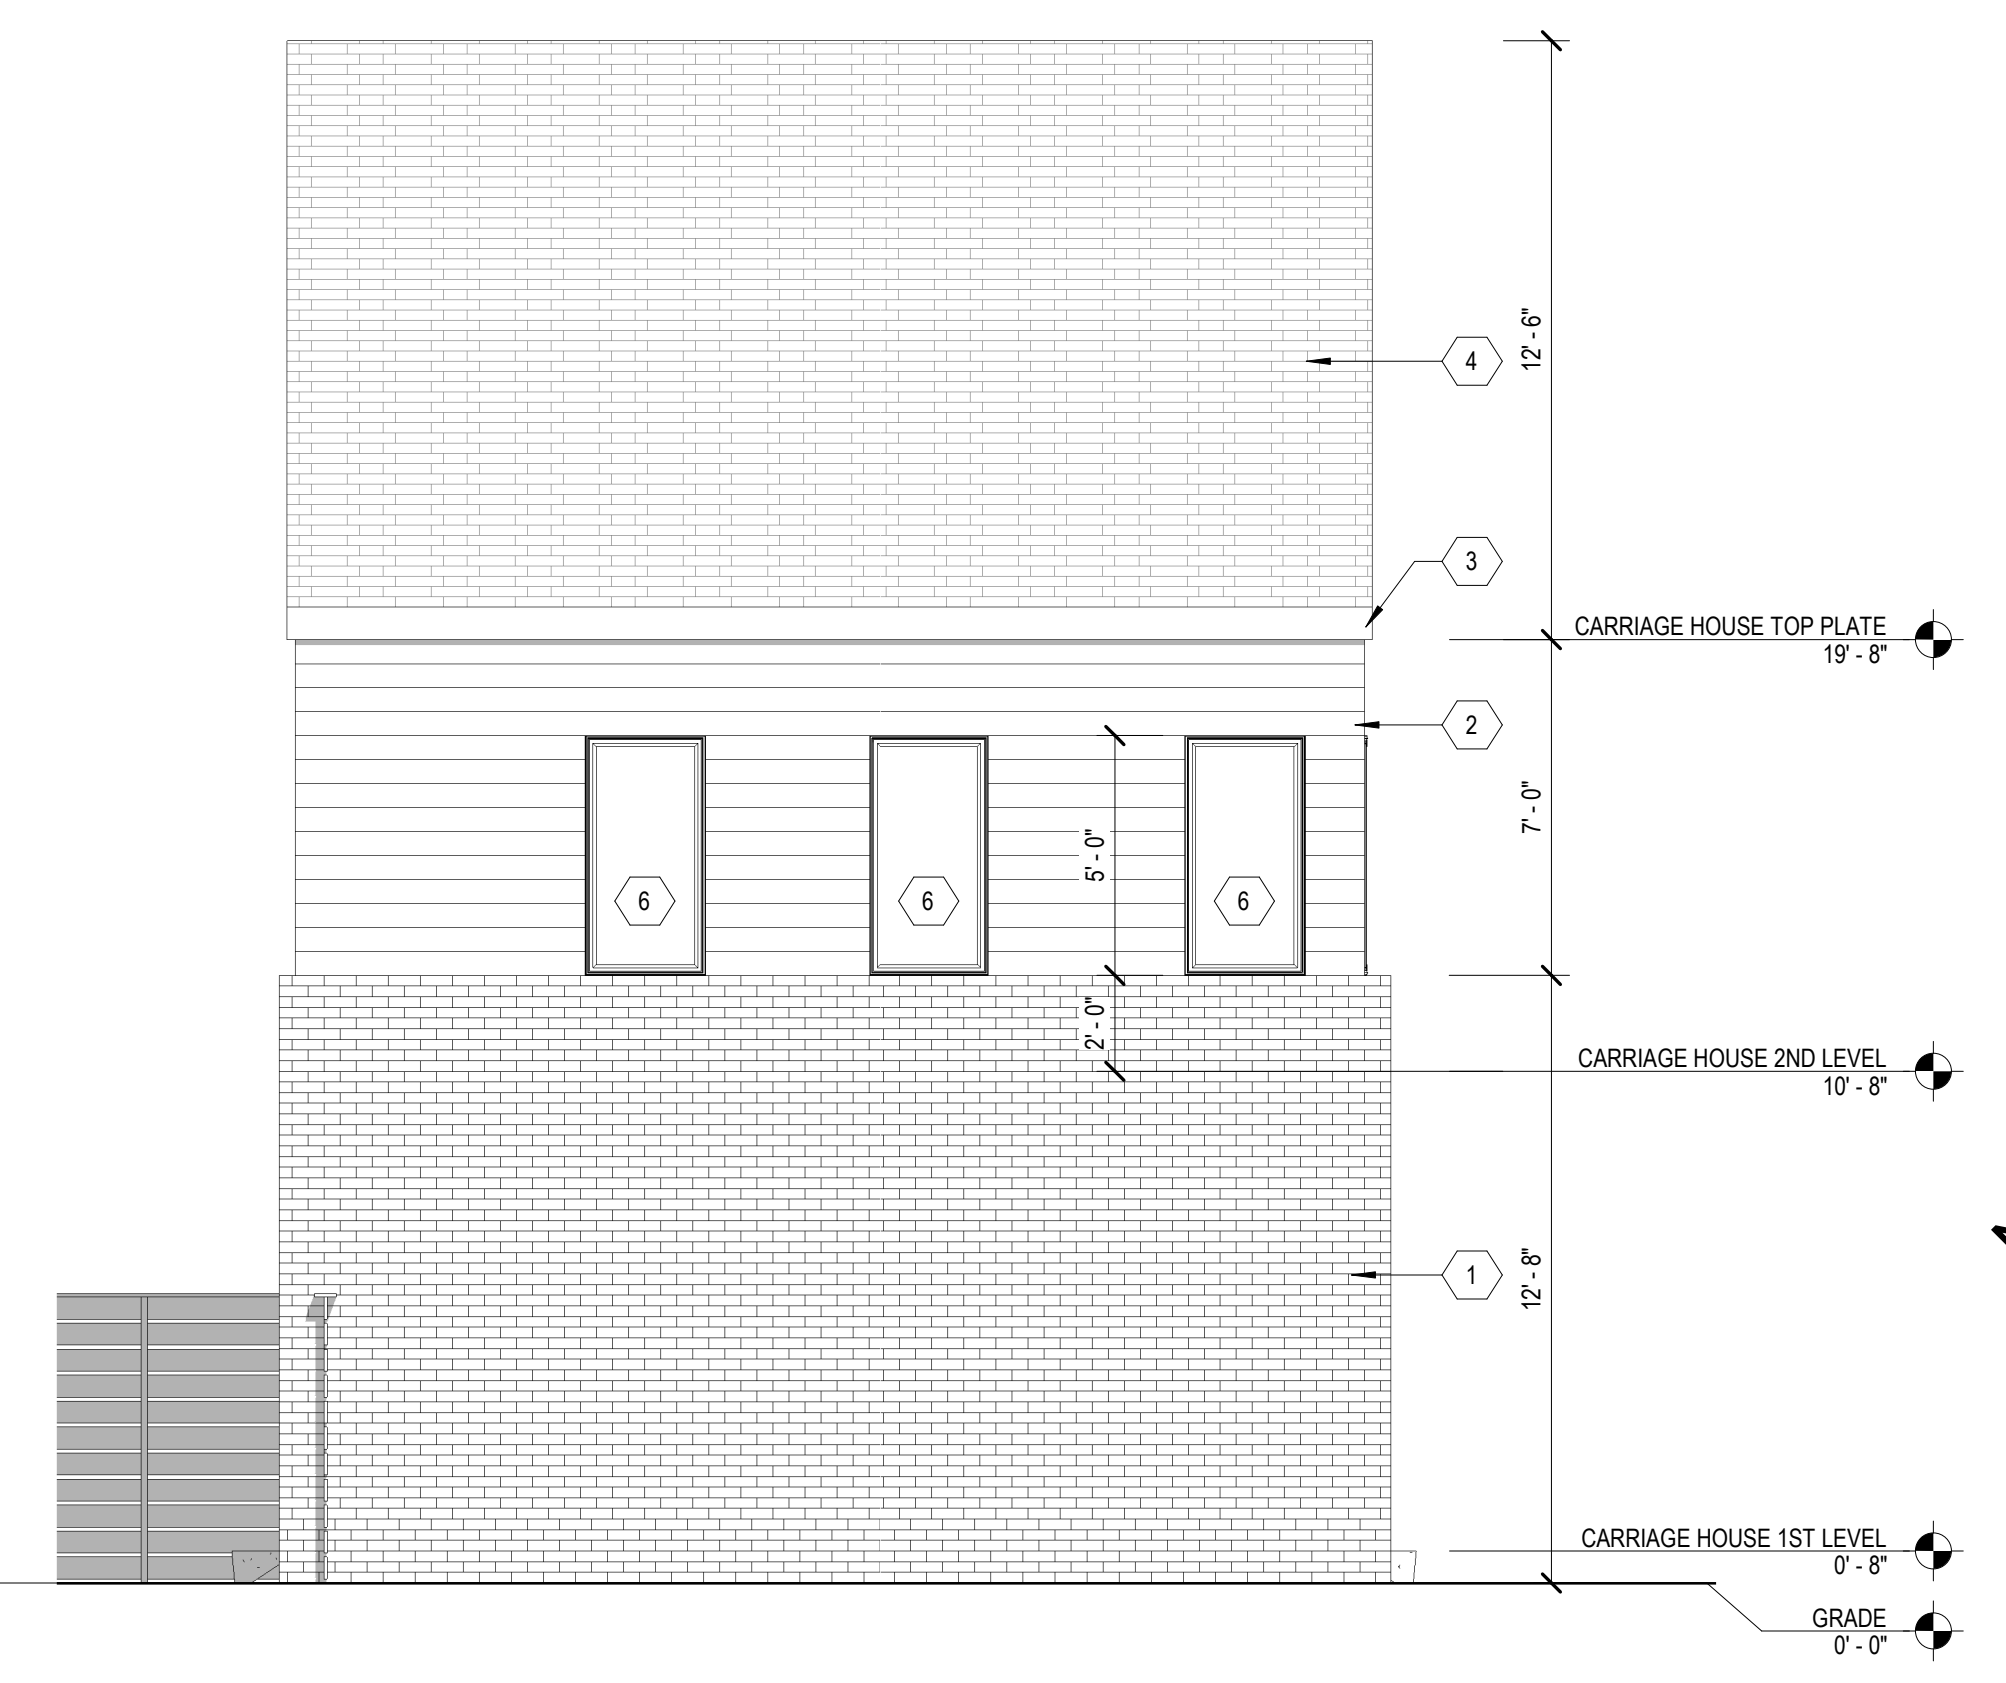 12' - 6"
4
3
CARRIAGE HOUSE TOP PLATE
19' - 8"
2
7' - 0"
5' - 0"
6
6
6
2' - 0"
CARRIAGE HOUSE 2ND LEVEL
10' - 8"
1
12' - 8"
CARRIAGE HOUSE 1ST LEVEL
0' - 8"
GRADE
0' - 0"